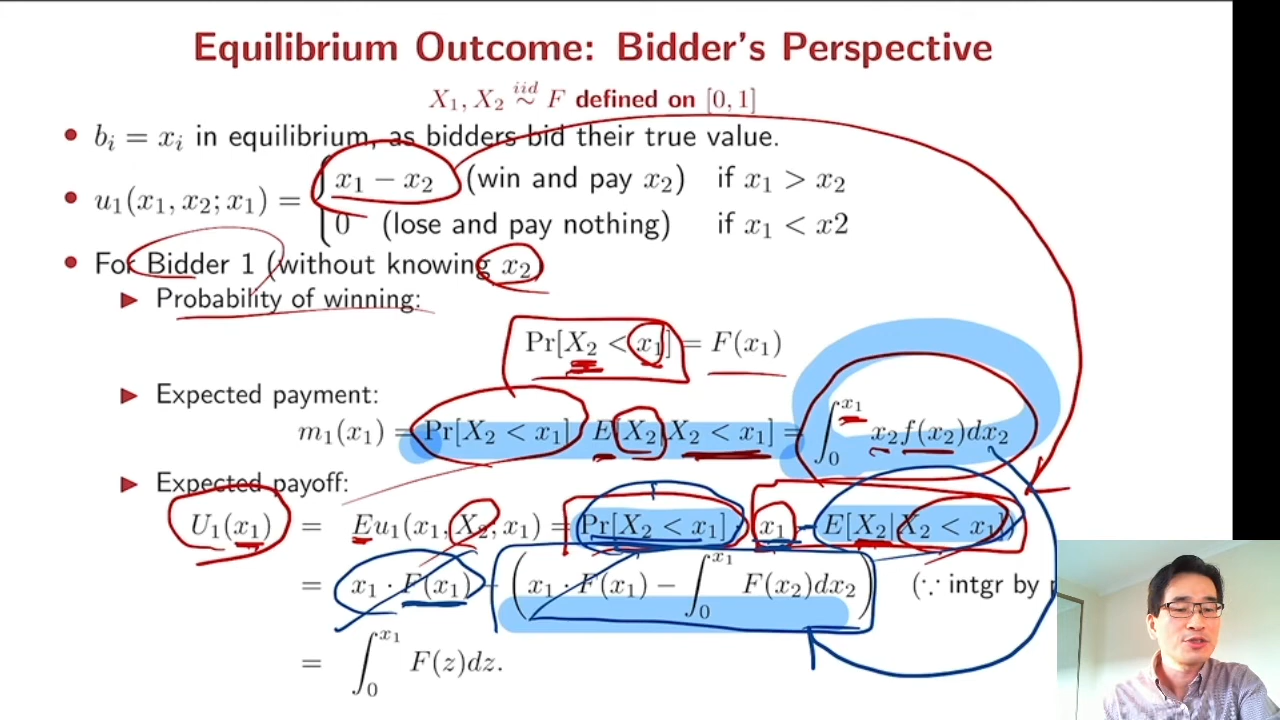 Equilibrium Outcome: Bidder's Perspective
X₁, X₂ iid ∼ F defined on [0, 1]
• bᵢ = xᵢ in equilibrium, as bidders bid their true value.
• u₁(x₁, x₂; x₁) = { x₁ − x₂ (win and pay x₂) if x₁ > x₂
0 (lose and pay nothing) if x₁ < x2
• For Bidder 1 (without knowing x₂)
▶ Probability of winning:
Pr[X₂ < x₁] = F(x₁)
▶ Expected payment:
m₁(x₁) = Pr[X₂ < x₁] E[X₂|X₂ < x₁] = ∫₀^x₁ x₂f(x₂)dx₂
▶ Expected payoff:
U₁(x₁) = Eu₁(x₁, X₂; x₁) = Pr[X₂ < x₁] · (x₁ − E[X₂|X₂ < x₁])
= x₁ · F(x₁) − (x₁ · F(x₁) − ∫₀^x₁ F(x₂)dx₂) (∵ intgr by
= ∫₀^x₁ F(z)dz.